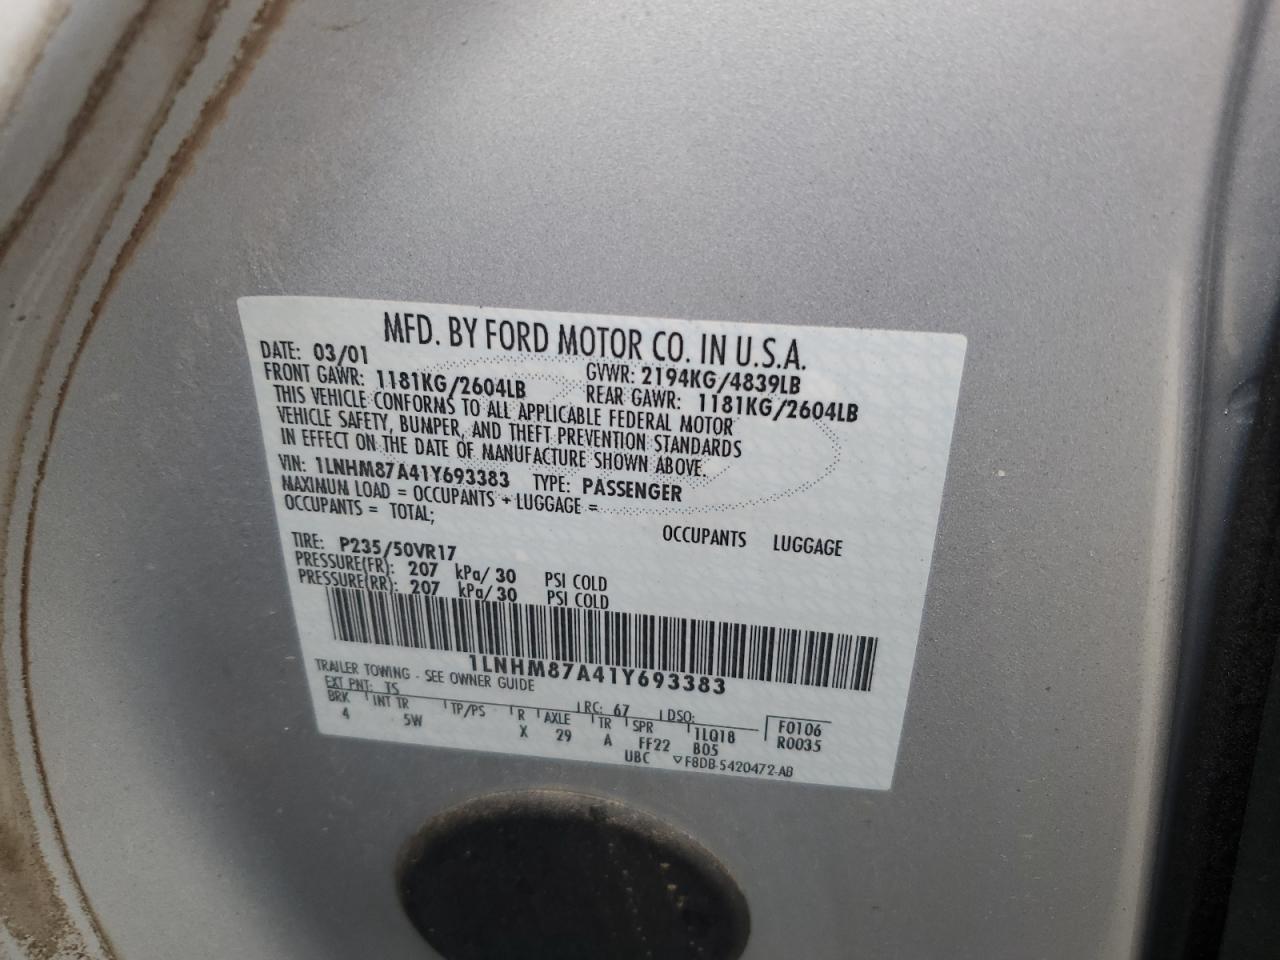 MFD. BY FORD MOTOR CO. IN U.S.A.
DATE: 03/01 GVWR: 2194KG/4839LB
FRONT GAWR: 1181KG/2604LB REAR GAWR: 1181KG/2604LB
THIS VEHICLE CONFORMS TO ALL APPLICABLE FEDERAL MOTOR
VEHICLE SAFETY, BUMPER, AND THEFT PREVENTION STANDARDS
IN EFFECT ON THE DATE OF MANUFACTURE SHOWN ABOVE.
VIN: 1LNHM87A41Y693383 TYPE: PASSENGER
MAXIMUM LOAD = OCCUPANTS + LUGGAGE =
OCCUPANTS = TOTAL;
OCCUPANTS LUGGAGE
TIRE: P235/50VR17
PRESSURE(FR): 207 kPa/ 30 PSI COLD
PRESSURE(RR): 207 kPa/ 30 PSI COLD
1LNHM87A41Y693383
TRAILER TOWING - SEE OWNER GUIDE
EXT PNT: TS RC: 67 DSO: F0106
BRK INT TR TP/PS R AXLE TR SPR 1LQ18 R0035
4 5W X 29 A FF22 B05
UBC ▽F8DB-5420472-AB